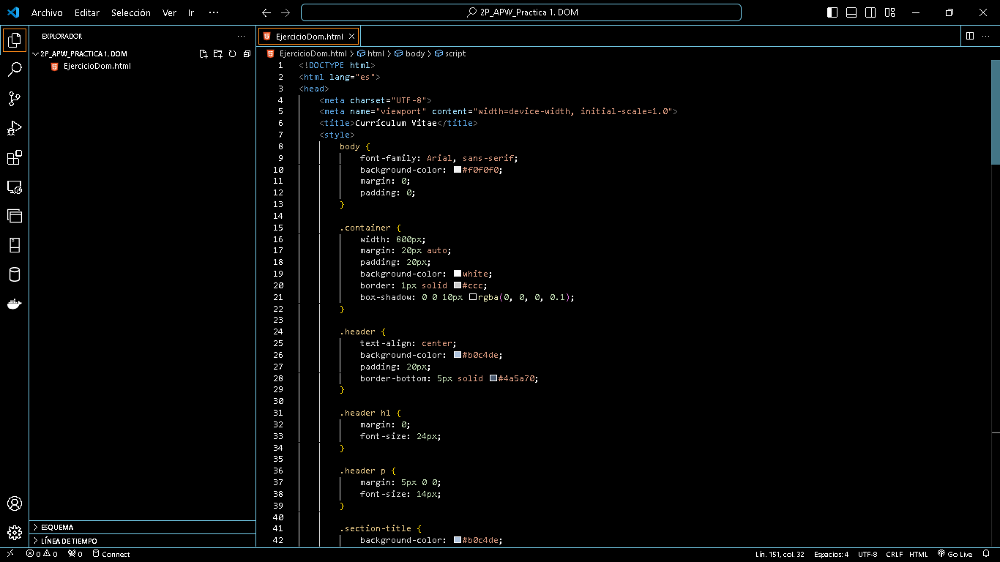 Archivo Editar Selección Ver Ir ··· 2P_APW_Practica 1. DOM
EXPLORADOR ···
2P_APW_PRACTICA 1. DOM
EjercicioDom.html
EjercicioDom.html
EjercicioDom.html > html > body > script
1 <!DOCTYPE html>
2 <html lang="es">
3 <head>
4 <meta charset="UTF-8">
5 <meta name="viewport" content="width=device-width, initial-scale=1.0">
6 <title>Currículum Vitae</title>
7 <style>
8 body {
9 font-family: Arial, sans-serif;
10 background-color: #f0f0f0;
11 margin: 0;
12 padding: 0;
13 }
14
15 .container {
16 width: 800px;
17 margin: 20px auto;
18 padding: 20px;
19 background-color: white;
20 border: 1px solid #ccc;
21 box-shadow: 0 0 10px rgba(0, 0, 0, 0.1);
22 }
23
24 .header {
25 text-align: center;
26 background-color: #b0c4de;
27 padding: 20px;
28 border-bottom: 5px solid #4a5a70;
29 }
30
31 .header h1 {
32 margin: 0;
33 font-size: 24px;
34 }
35
36 .header p {
37 margin: 5px 0 0;
38 font-size: 14px;
39 }
40
41 .section-title {
42 background-color: #b0c4de;
ESQUEMA
LÍNEA DE TIEMPO
0 0 0 Connect Lín. 151, col. 32 Espacios: 4 UTF-8 CRLF HTML Go Live